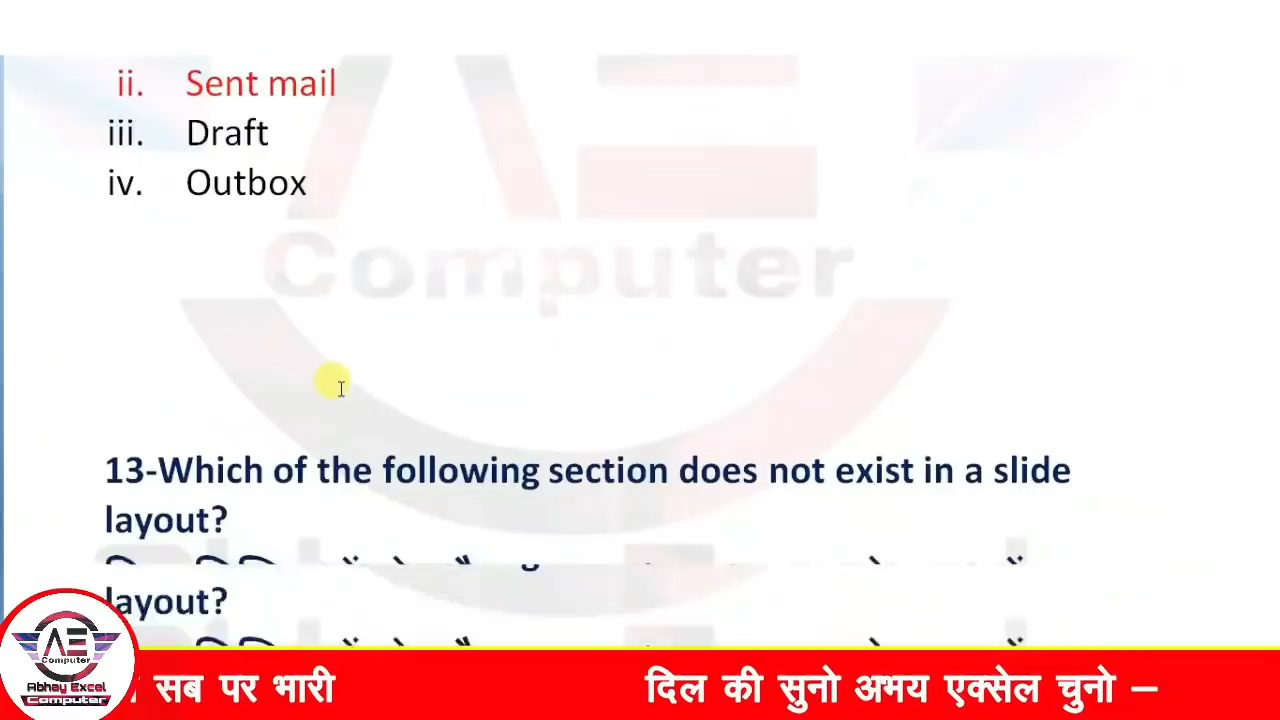 ii. Sent mail
iii. Draft
iv. Outbox
Computer
13-Which of the following section does not exist in a slide
layout?
layout?
AE
Computer
Abhay Excel
Computer
सब पर भारी
दिल की सुनो अभय एक्सेल चुनो –